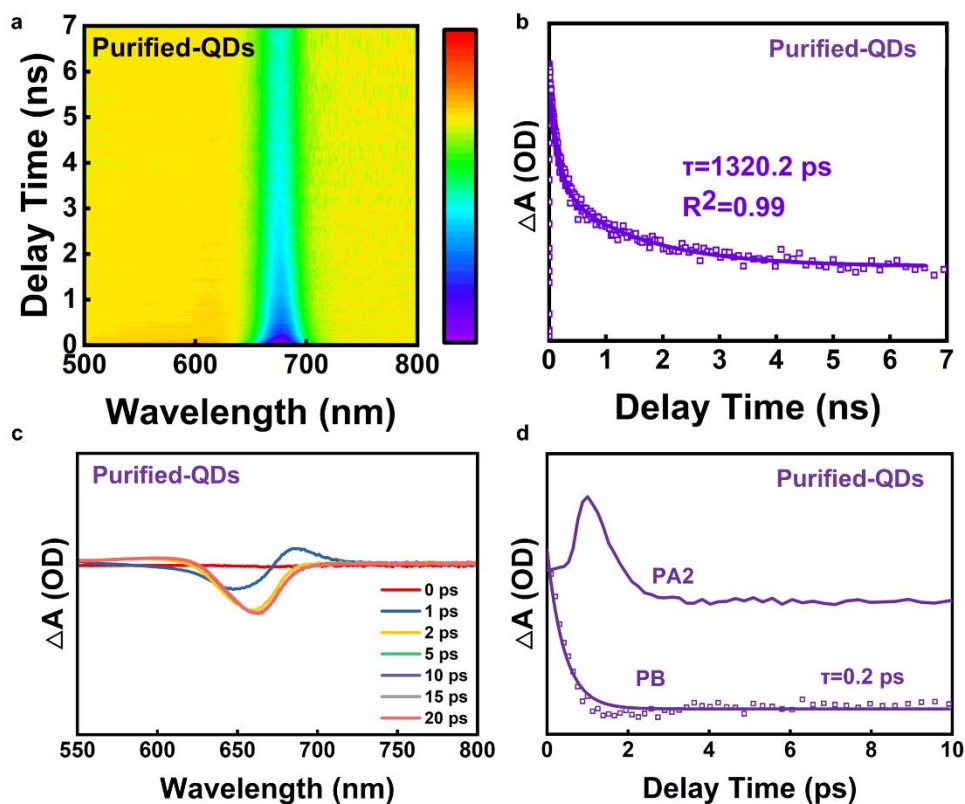 a
Purified-QDs
Delay Time (ns)
7
6
5
4
3
2
1
0
500
600
700
800
Wavelength (nm)
b
Purified-QDs
△A (OD)
τ=1320.2 ps
R²=0.99
0
1
2
3
4
5
6
7
Delay Time (ns)
c
Purified-QDs
△A (OD)
0 ps
1 ps
2 ps
5 ps
10 ps
15 ps
20 ps
550
600
650
700
750
800
Wavelength (nm)
d
Purified-QDs
△A (OD)
PA2
PB
τ=0.2 ps
0
2
4
6
8
10
Delay Time (ps)